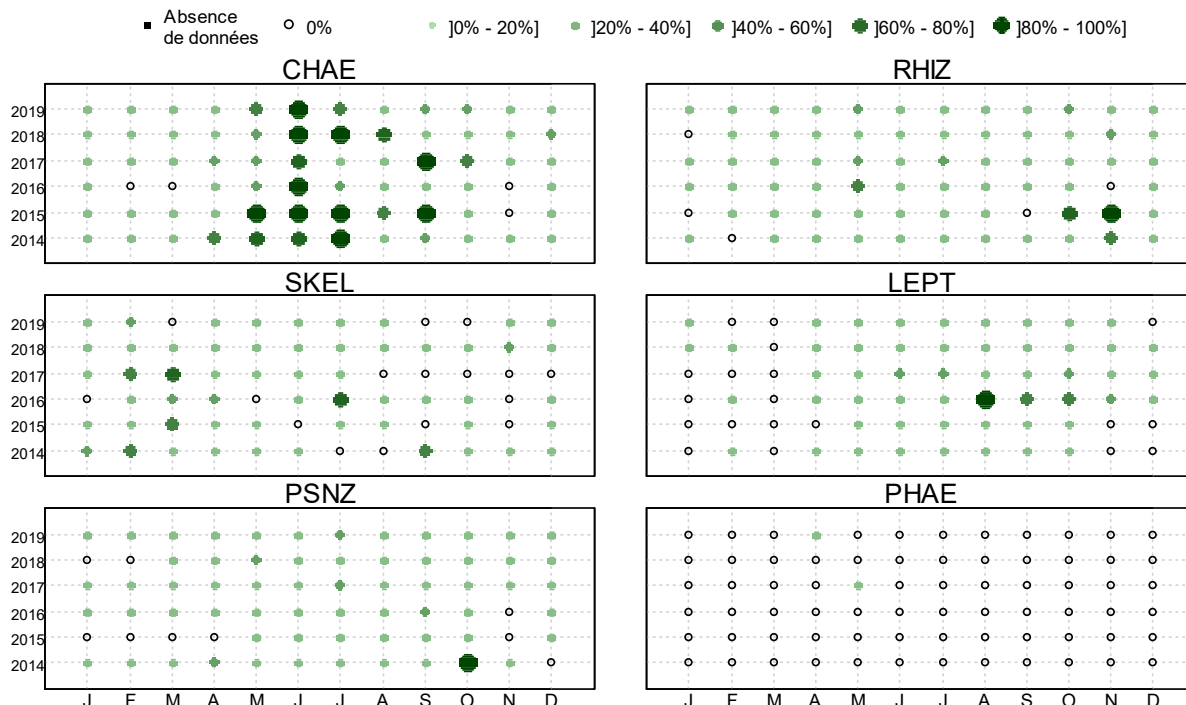 Absence
de données
0%
]0% - 20%]
]20% - 40%]
]40% - 60%]
]60% - 80%]
]80% - 100%]
CHAE
RHIZ
2019
2018
2017
2016
2015
2014
SKEL
LEPT
2019
2018
2017
2016
2015
2014
PSNZ
PHAE
2019
2018
2017
2016
2015
2014
J F M A M J J A S O N D
J F M A M J J A S O N D